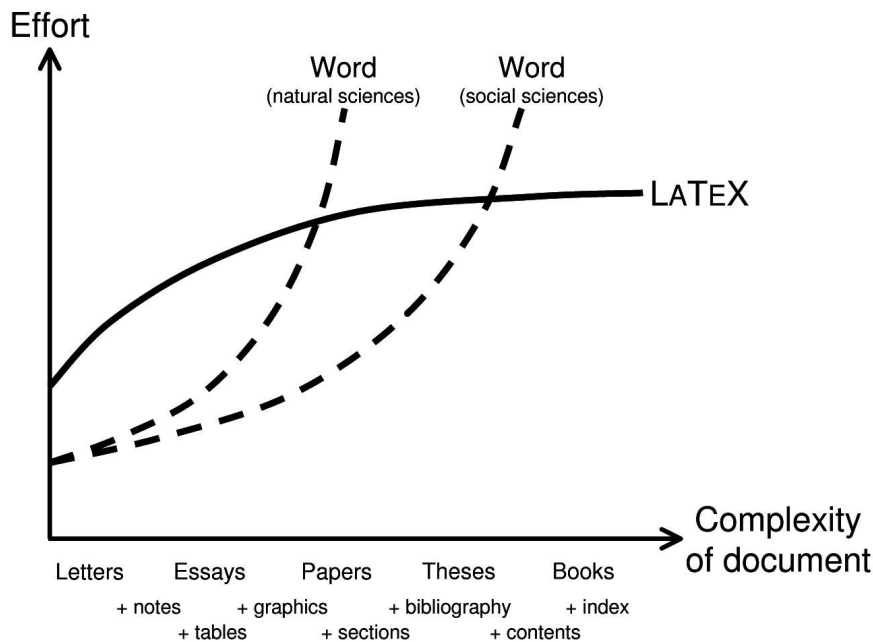 Effort
Word
(natural sciences)
Word
(social sciences)
LATEX
Complexity
of document
Letters Essays Papers Theses Books
+ notes + graphics + bibliography + index
+ tables + sections + contents